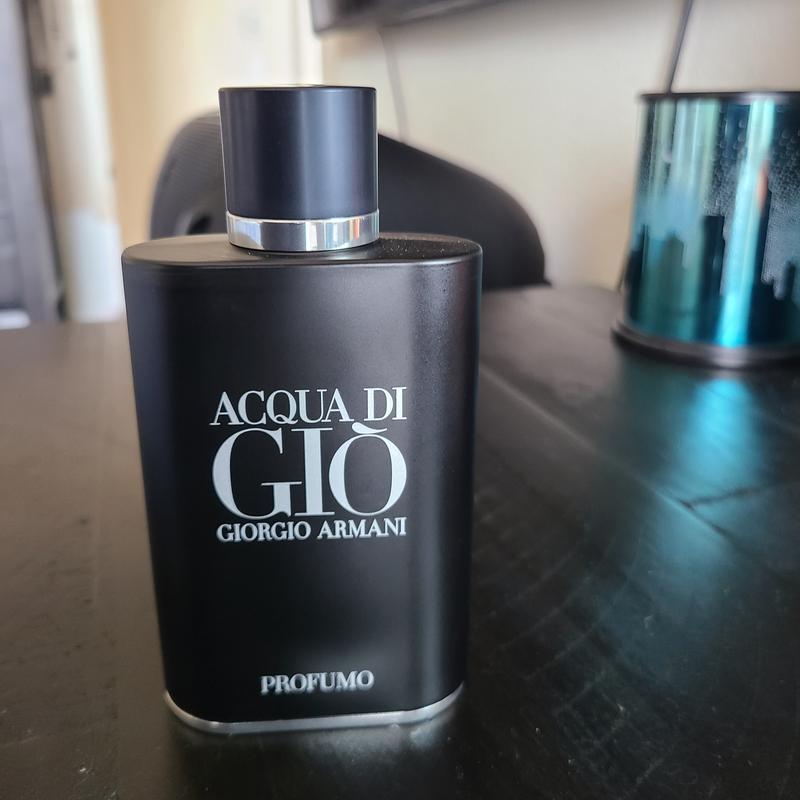 ACQUA DI
GIÒ
GIORGIO ARMANI
PROFUMO